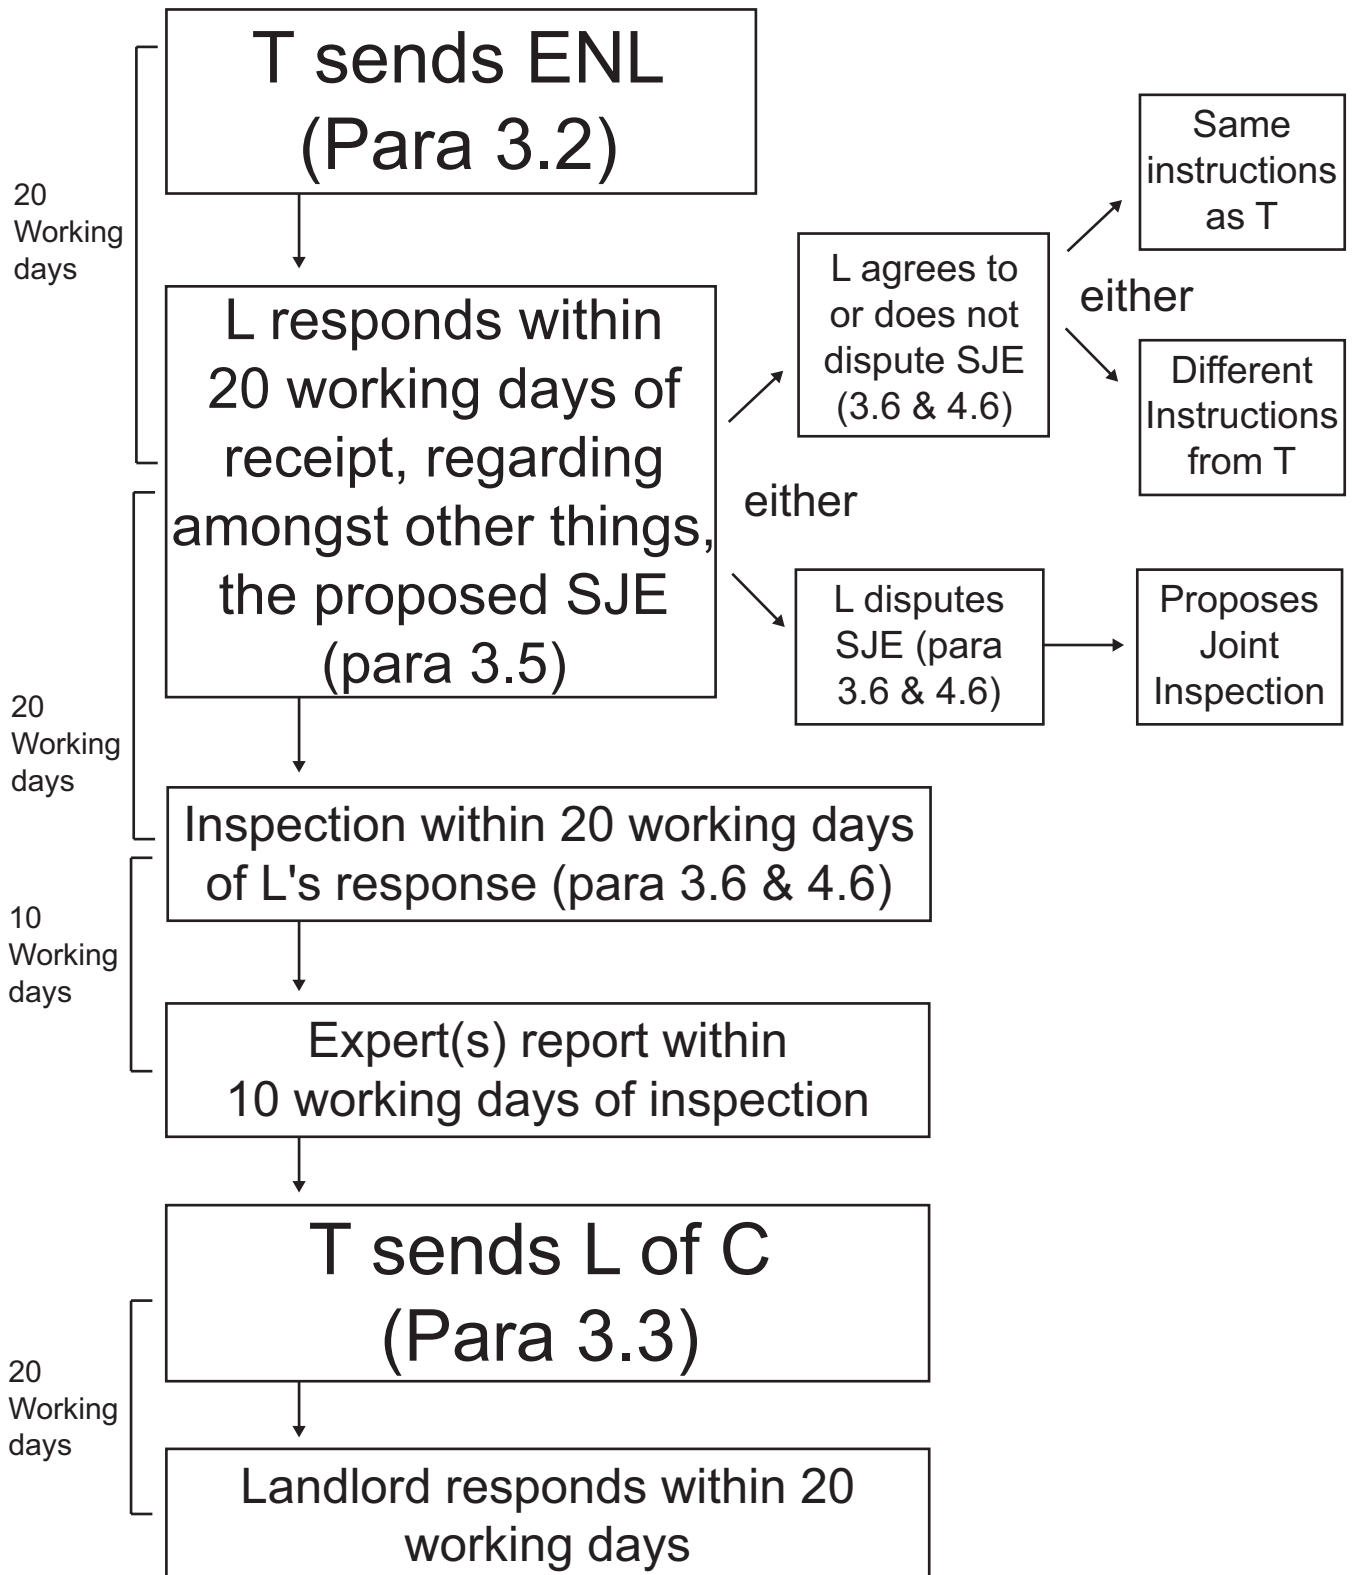 T sends ENL
(Para 3.2)
20
Working
days
L responds within
20 working days of
receipt, regarding
amongst other things,
the proposed SJE
(para 3.5)
either
L agrees to
or does not
dispute SJE
(3.6 & 4.6)
either
Same
instructions
as T
Different
Instructions
from T
L disputes
SJE (para
3.6 & 4.6)
Proposes
Joint
Inspection
20
Working
days
Inspection within 20 working days
of L's response (para 3.6 & 4.6)
10
Working
days
Expert(s) report within
10 working days of inspection
T sends L of C
(Para 3.3)
20
Working
days
Landlord responds within 20
working days